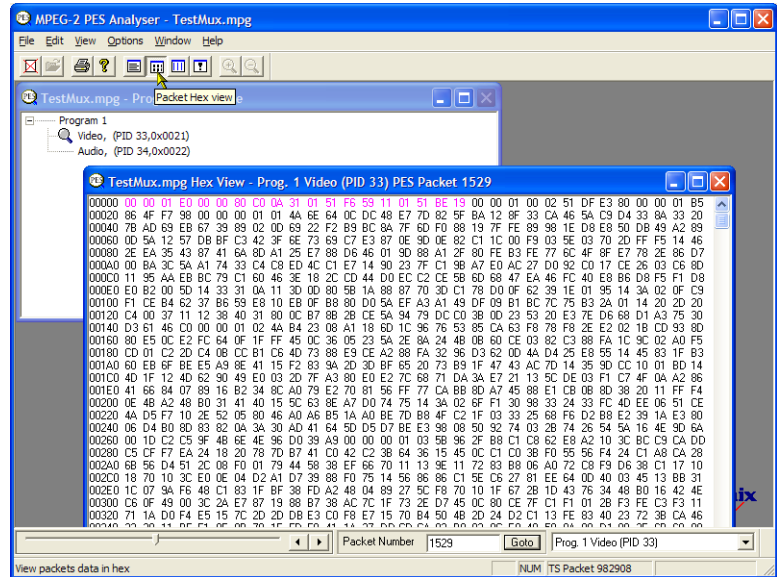 MPEG-2 PES Analyser - TestMux.mpg
File Edit View Options Window Help
TestMux.mpg - Pro
Packet Hex view
Program 1
Video, (PID 33,0x0021)
Audio, (PID 34,0x0022)
TestMux.mpg Hex View - Prog. 1 Video (PID 33) PES Packet 1529
00000 00 00 01 E0 00 00 80 C0 0A 31 01 51 F6 59 11 01 51 BE 19 00 00 01 00 02 51 DF E3 80 00 00 01 B5
00020 86 4F F7 98 00 00 00 01 01 4A 6E 64 0C DC 48 E7 7D 82 5F BA 12 8F 33 CA 46 5A C9 D4 33 8A 33 20
00040 7B AD 69 EB 67 39 89 02 0D 69 22 F2 B9 BC 8A 7F 6D F0 88 19 7F FE 89 98 1E D8 E8 50 DB 49 A2 89
00060 0D 5A 12 57 DB BF C3 42 3F 6E 73 69 C7 E3 87 0E 9D 0E 82 C1 1C 00 F9 03 5E 03 70 2D FF F5 14 46
00080 2E EA 35 43 87 41 6A 8D A1 25 E7 88 D6 46 01 9D 88 A1 2F 80 FE B3 FE 77 6C 4F 8F E7 78 2E 86 D7
000A0 00 BA 3C 5A A1 74 33 C4 C8 ED 4C C1 E7 14 90 23 7F C1 9B A7 E0 AC 27 D0 92 C0 17 CE 26 03 C6 8D
000C0 11 95 AA EB BC 79 C1 60 46 3E 18 2C CD 44 D0 EC C2 CE 5B 6D 68 47 EA 46 FC 40 E8 B6 D8 F5 F1 D8
000E0 E0 B2 00 5D 14 33 31 0A 11 3D 0D 80 5B 1A 88 87 70 3D C1 78 D0 0F 62 39 1E 01 95 14 3A 02 0F C9
00100 F1 CE B4 62 37 B6 59 E8 10 EB 0F B8 80 D0 5A EF A3 A1 49 DF 09 B1 BC 7C 75 B3 2A 01 14 20 2D 20
00120 C4 00 37 11 12 38 40 31 80 0C B7 8B 2B CE 5A 94 79 DC C0 3B 0D 23 53 20 E3 7E D6 68 D1 A3 75 30
00140 D3 61 46 C0 00 00 01 02 4A B4 23 08 A1 18 6D 1C 96 76 53 85 CA 63 F8 78 F8 2E E2 02 1B CD 93 8D
00160 80 E5 0C E2 FC 64 0F 1F FF 45 0C 36 05 23 5A 2E 8A 24 4B 0B 60 CE 03 82 C3 88 FA 1C 9C 02 A0 F5
00180 CD 01 C2 2D C4 0B CC B1 C6 4D 73 88 E9 CE A2 88 FA 32 96 D3 62 0D 4A D4 25 E8 55 14 45 83 1F B3
001A0 60 EB 6F BE E5 A9 8E 41 15 F2 83 9A 2D 3D BF 65 20 73 B9 1F 47 43 AC 7D 14 35 9D CC 10 01 BD 14
001C0 4D 1F 12 4D 62 90 49 E0 03 2D 7F A3 80 E0 E2 7C 68 71 DA 3A E7 21 13 5C DE 03 F1 C7 4F 0A A2 86
001E0 41 66 84 07 89 16 B2 34 8C A0 79 E2 70 81 56 FF 77 CA BB 8D A7 45 88 E1 CB 0B 8D 38 20 11 FF F4
00200 0E 4B A2 48 B0 31 41 40 15 5C 63 8E A7 D0 74 75 14 3A 02 6F F1 30 98 33 24 33 FC 4D EE 06 51 CE
00220 4A D5 F7 10 2E 52 05 80 46 A0 A6 B5 1A A0 BE 7D B8 4F C2 1F 03 33 25 68 F6 D2 B8 E2 39 1A E3 80
00240 06 D4 B0 8D 83 82 0A 3A 30 AD 41 64 5D D5 D7 BE E3 98 08 50 92 74 03 2B 74 26 54 5A 16 4E 9D 6A
00260 00 1D C2 C5 9F 4B 6E 4E 96 D0 39 A9 00 00 00 01 03 5B 96 2F B8 C1 C8 62 E8 A2 10 3C BC C9 CA DD
00280 C5 CF F7 EA 24 18 20 78 7D B7 41 C0 42 C2 3B 64 36 15 45 0C C1 C0 3B F0 55 56 F4 24 C1 A8 CA 28
002A0 6B 56 D4 51 2C 08 F0 01 79 44 58 38 EF 66 70 11 13 9E 11 72 83 B8 06 A0 72 C8 F9 D6 38 C1 17 10
002C0 18 70 10 3C E0 0E 04 D2 A1 D7 39 88 F0 75 14 56 86 86 C1 5E C6 27 81 EE 64 0D 40 03 45 13 BB 31
002E0 1C 07 9A F6 48 C1 83 1F BF 38 FD A2 48 04 89 27 5C F8 70 10 1F 67 2B 1D 43 76 34 48 B0 16 42 4E
00300 C6 0F 49 00 3C 2A E7 87 19 88 B7 38 AC 7C 1F 73 2E D7 45 0C 80 CE 7F C1 F1 01 2B F3 FE C3 F3 11
00320 71 1A D0 F4 E5 15 7C 2D 2D DB E3 C0 F8 E7 15 70 B4 50 4B 2D 24 D2 C1 13 FE 83 40 23 72 3B CA 46
ix
Packet Number 1529 Goto Prog. 1 Video (PID 33)
View packets data in hex NUM TS Packet 982908